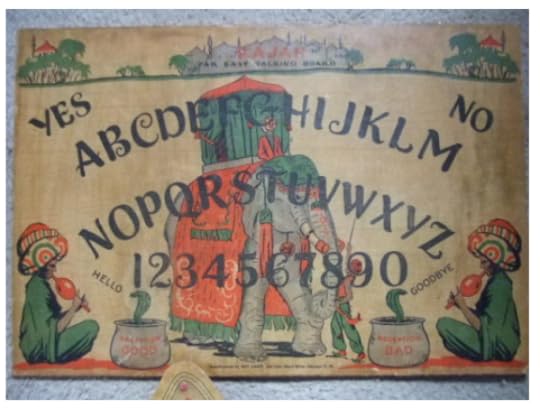 RAJAH
FAR EAST TALKING BOARD
YES
NO
ABCDEFGHIJKLM
NOPQRSTUVWXYZ
HELLO
1234567890
GOODBYE
GOOD
BAD